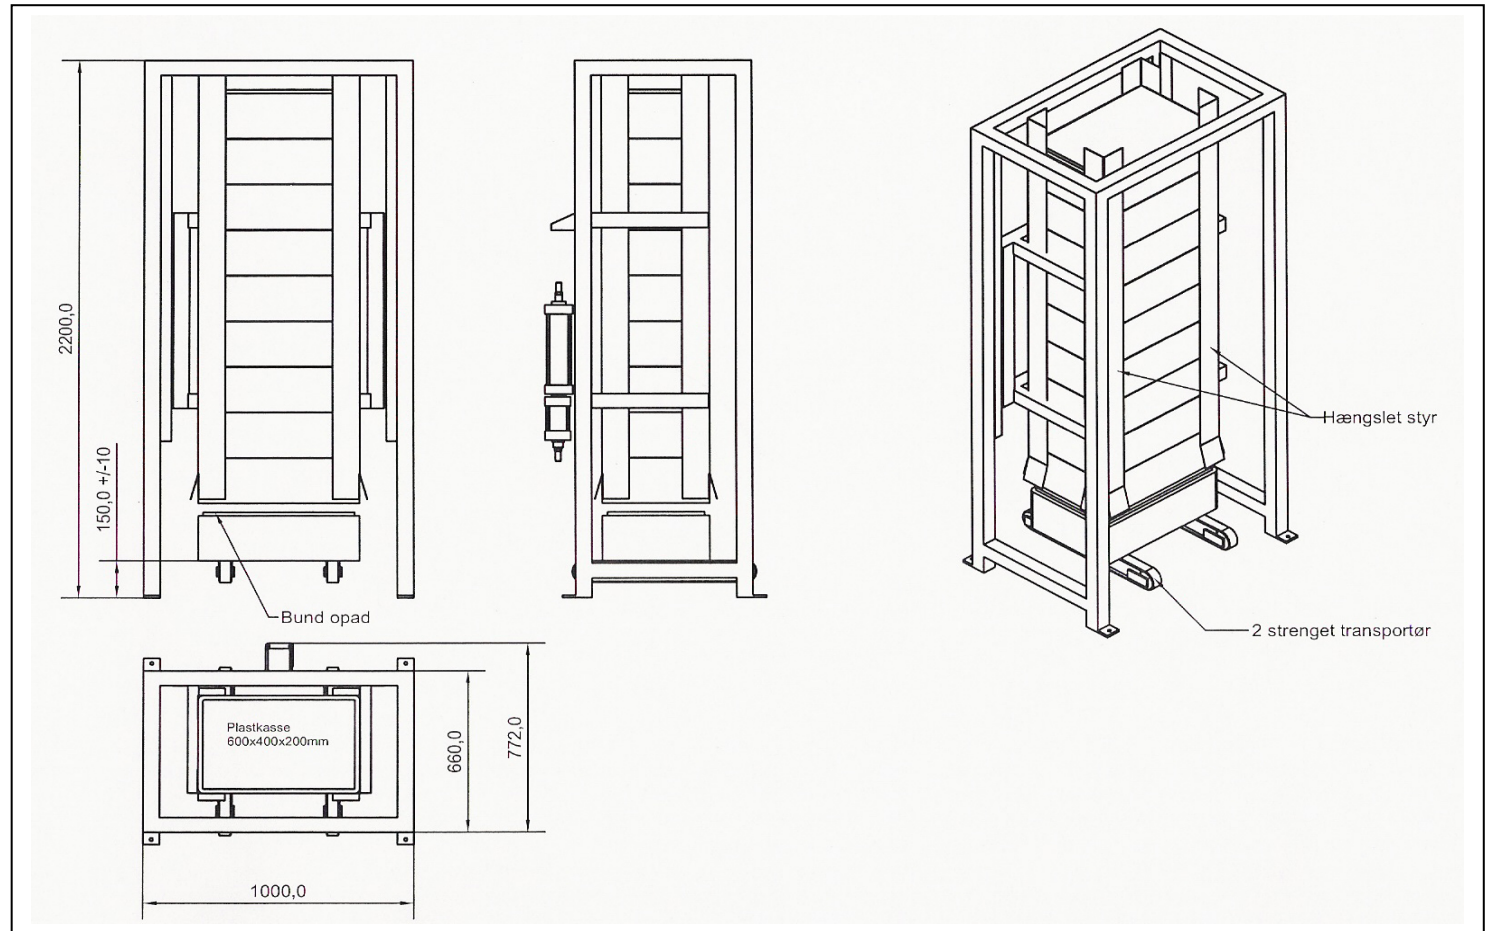 2200,0
150,0 +/-10
Bund opad
Hængslet styr
2 strenget transportør
Plastkasse
600x400x200mm
660,0
772,0
1000,0